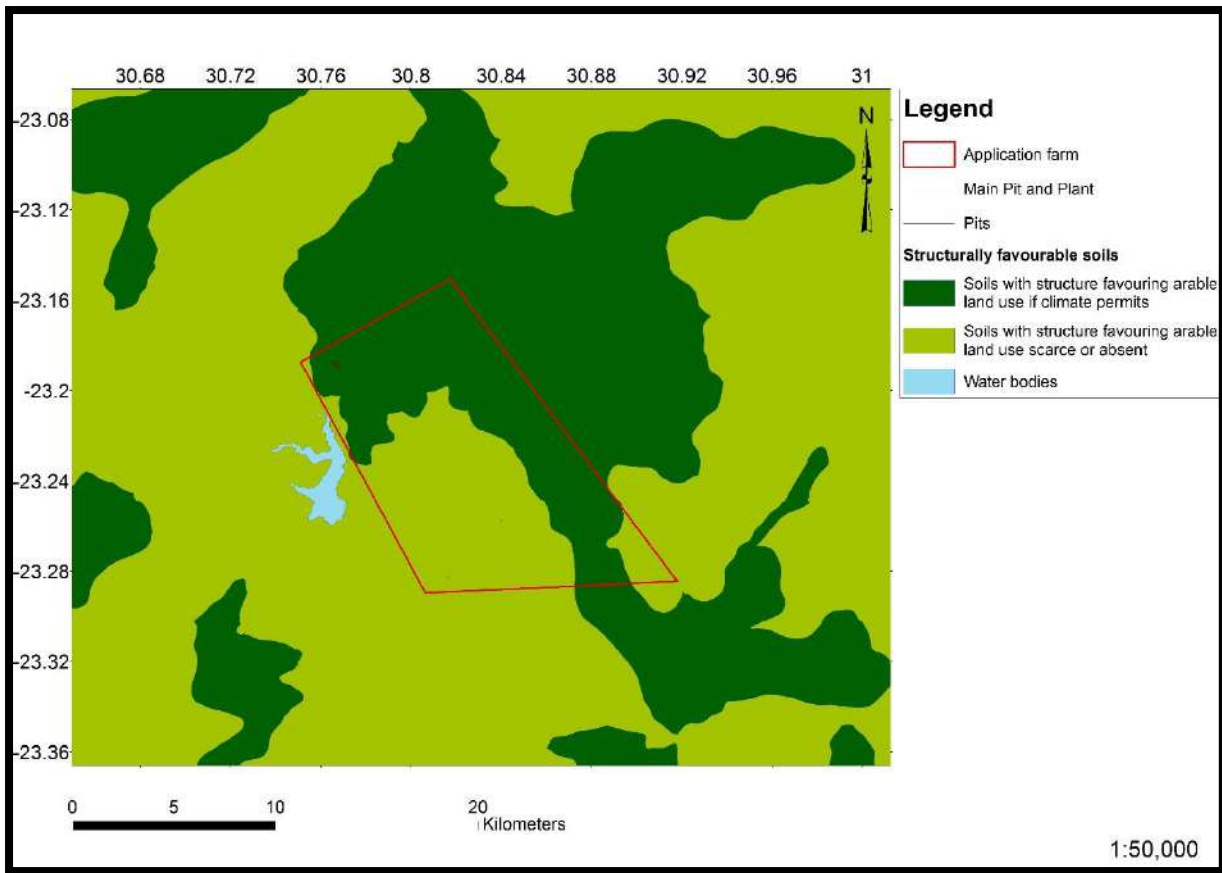 30.68 30.72 30.76 30.8 30.84 30.88 30.92 30.96 31
-23.08
-23.12
-23.16
-23.2
-23.24
-23.28
-23.32
-23.36
N
Legend
Application farm
Main Pit and Plant
Pits
Structurally favourable soils
Soils with structure favouring arable
land use if climate permits
Soils with structure favouring arable
land use scarce or absent
Water bodies
0 5 10 20
Kilometers
1:50,000